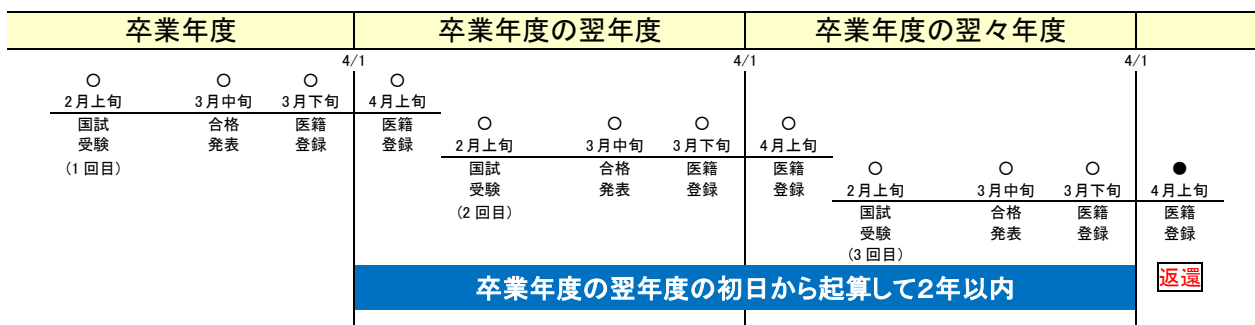 卒業年度 卒業年度の翌年度 卒業年度の翌々年度
4/1 4/1 4/1
○ ○ ○ ○
2月上旬 3月中旬 3月下旬 4月上旬
国試 合格 医籍 医籍
受験 発表 登録 登録
(1回目)
○ ○ ○ ○
2月上旬 3月中旬 3月下旬 4月上旬
国試 合格 医籍 医籍
受験 発表 登録 登録
(2回目)
○ ○ ○ ●
2月上旬 3月中旬 3月下旬 4月上旬
国試 合格 医籍 医籍
受験 発表 登録 登録
(3回目)
卒業年度の翌年度の初日から起算して2年以内
返還